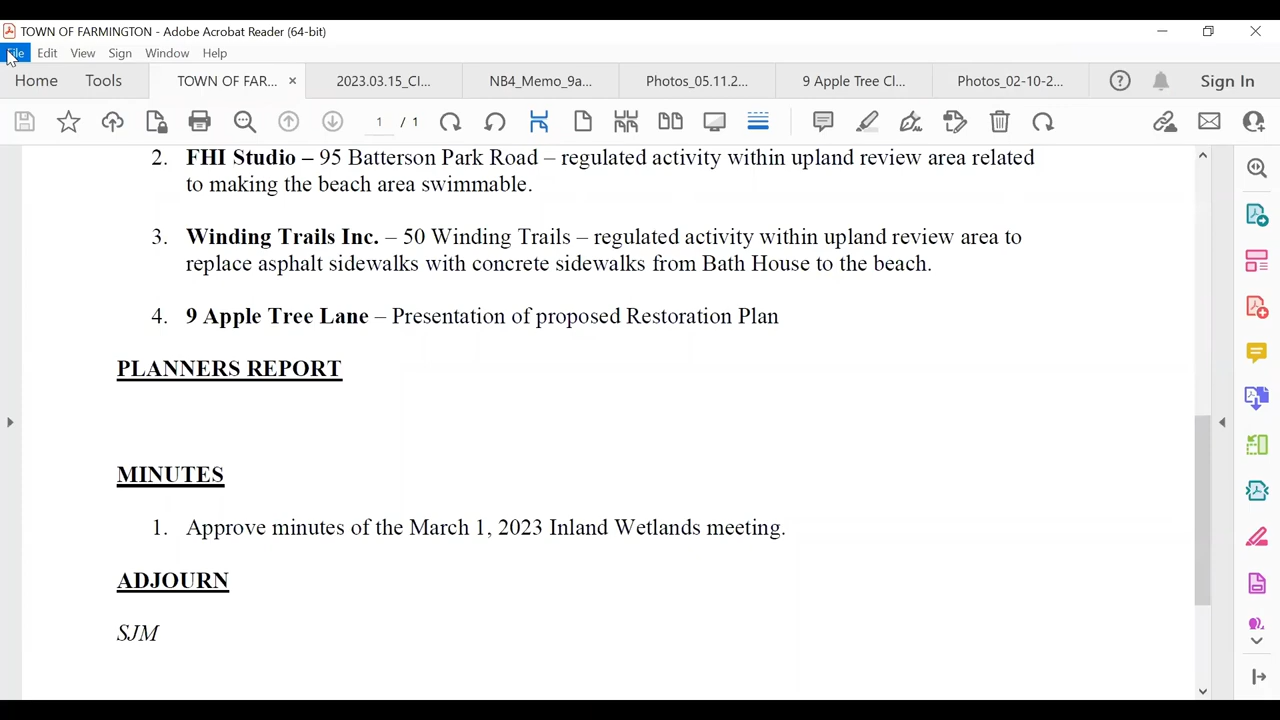 TOWN OF FARMINGTON - Adobe Acrobat Reader (64-bit)
File Edit View Sign Window Help
Home Tools TOWN OF FAR... × 2023.03.15_CI... NB4_Memo_9a... Photos_05.11.2... 9 Apple Tree Cl... Photos_02-10-2... Sign In
1 / 1
2. FHI Studio – 95 Batterson Park Road – regulated activity within upland review area related
to making the beach area swimmable.
3. Winding Trails Inc. – 50 Winding Trails – regulated activity within upland review area to
replace asphalt sidewalks with concrete sidewalks from Bath House to the beach.
4. 9 Apple Tree Lane – Presentation of proposed Restoration Plan
PLANNERS REPORT
MINUTES
1. Approve minutes of the March 1, 2023 Inland Wetlands meeting.
ADJOURN
SJM